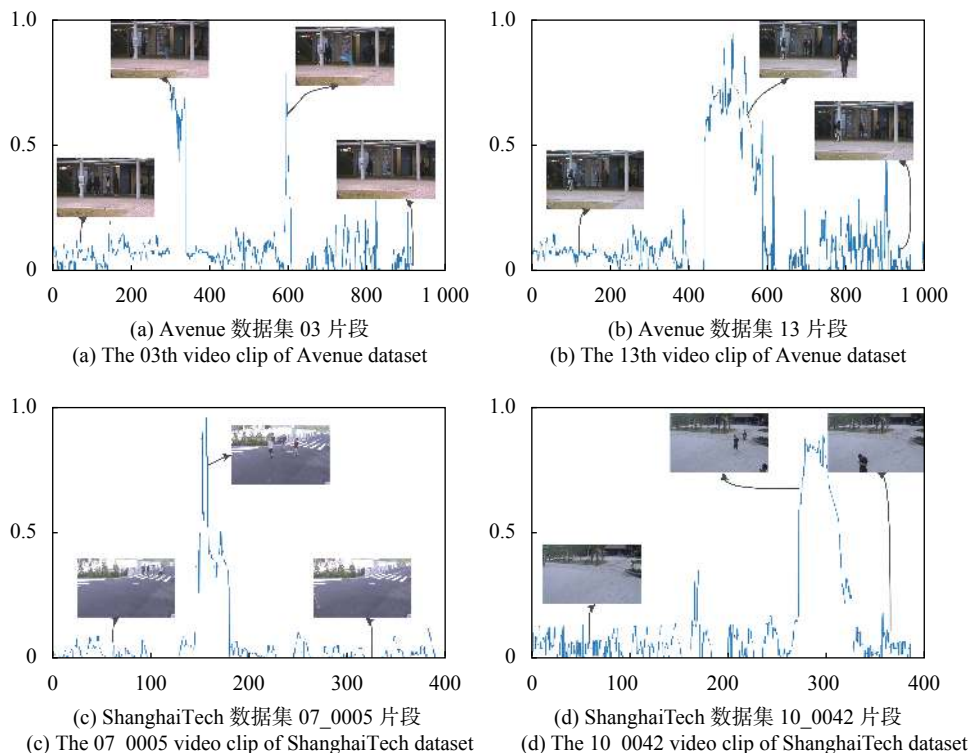 1.0
0.5
0
0 200 400 600 800 1 000
(a) Avenue 数据集 03 片段
(a) The 03th video clip of Avenue dataset
1.0
0.5
0
0 200 400 600 800 1 000
(b) Avenue 数据集 13 片段
(b) The 13th video clip of Avenue dataset
1.0
0.5
0
0 100 200 300 400
(c) ShanghaiTech 数据集 07_0005 片段
(c) The 07_0005 video clip of ShanghaiTech dataset
1.0
0.5
0
0 100 200 300 400
(d) ShanghaiTech 数据集 10_0042 片段
(d) The 10_0042 video clip of ShanghaiTech dataset